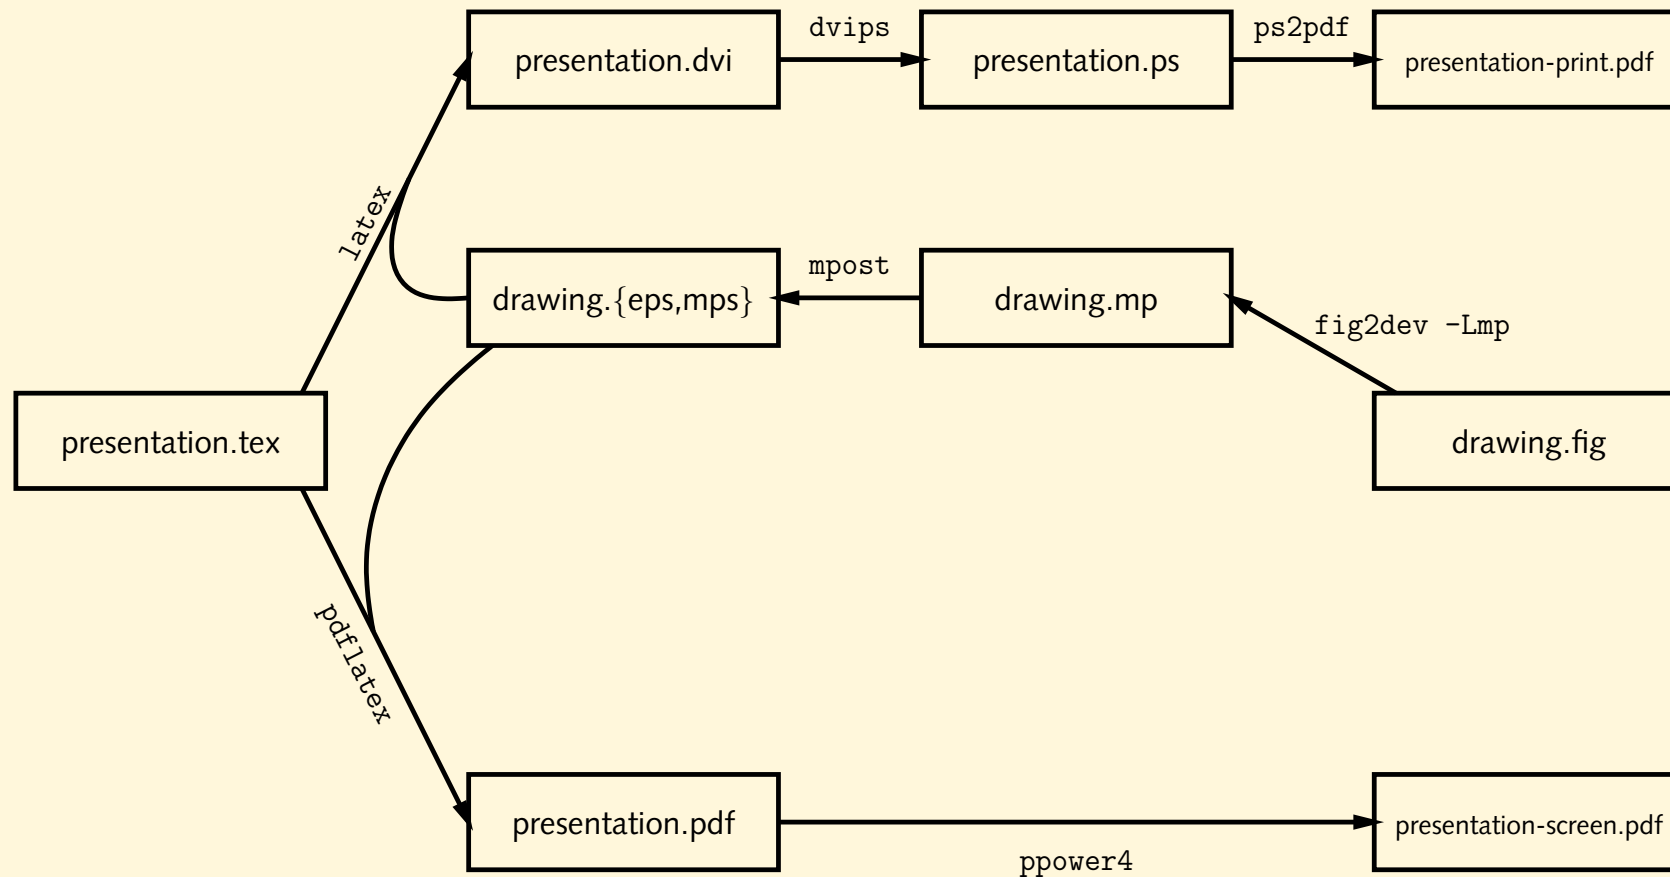 dvips
ps2pdf
presentation.dvi
presentation.ps
presentation-print.pdf
latex
mpost
drawing.{eps,mps}
drawing.mp
fig2dev -Lmp
presentation.tex
drawing.fig
pdflatex
presentation.pdf
presentation-screen.pdf
ppower4